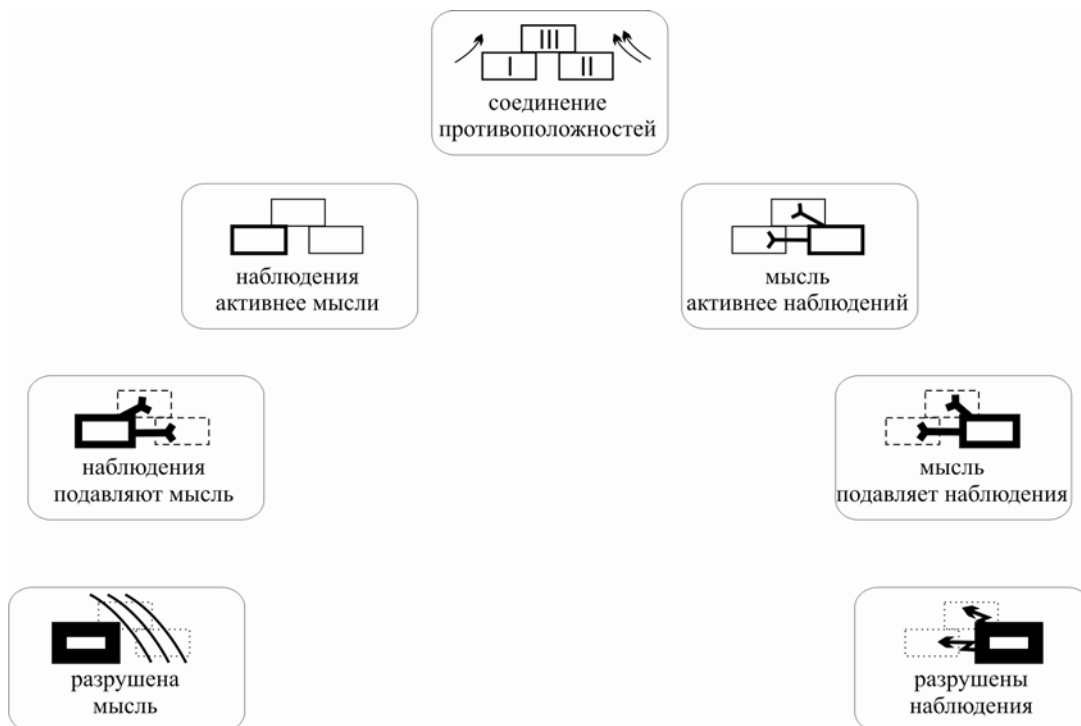 III
I II
соединение
противоположностей
наблюдения
активнее мысли
мысль
активнее наблюдений
наблюдения
подавляют мысль
мысль
подавляет наблюдения
разрушена
мысль
разрушены
наблюдения